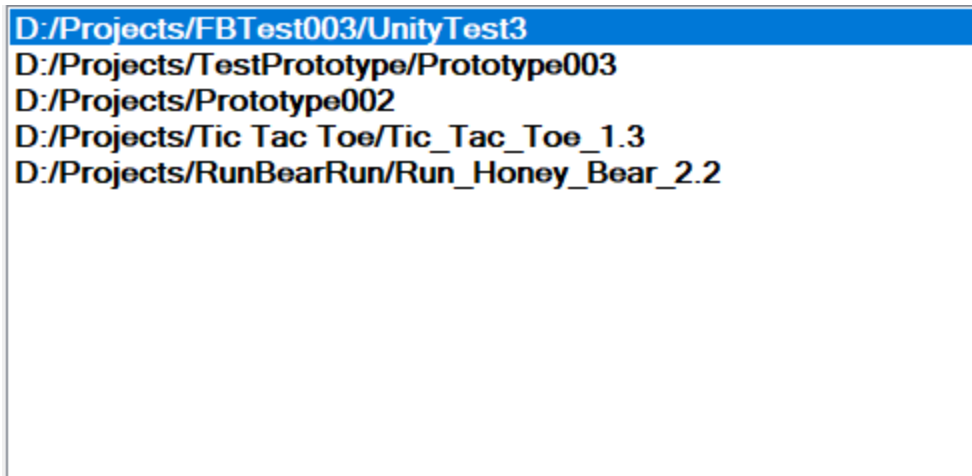 D:/Projects/FBTest003/UnityTest3
D:/Projects/TestPrototype/Prototype003
D:/Projects/Prototype002
D:/Projects/Tic Tac Toe/Tic_Tac_Toe_1.3
D:/Projects/RunBearRun/Run_Honey_Bear_2.2